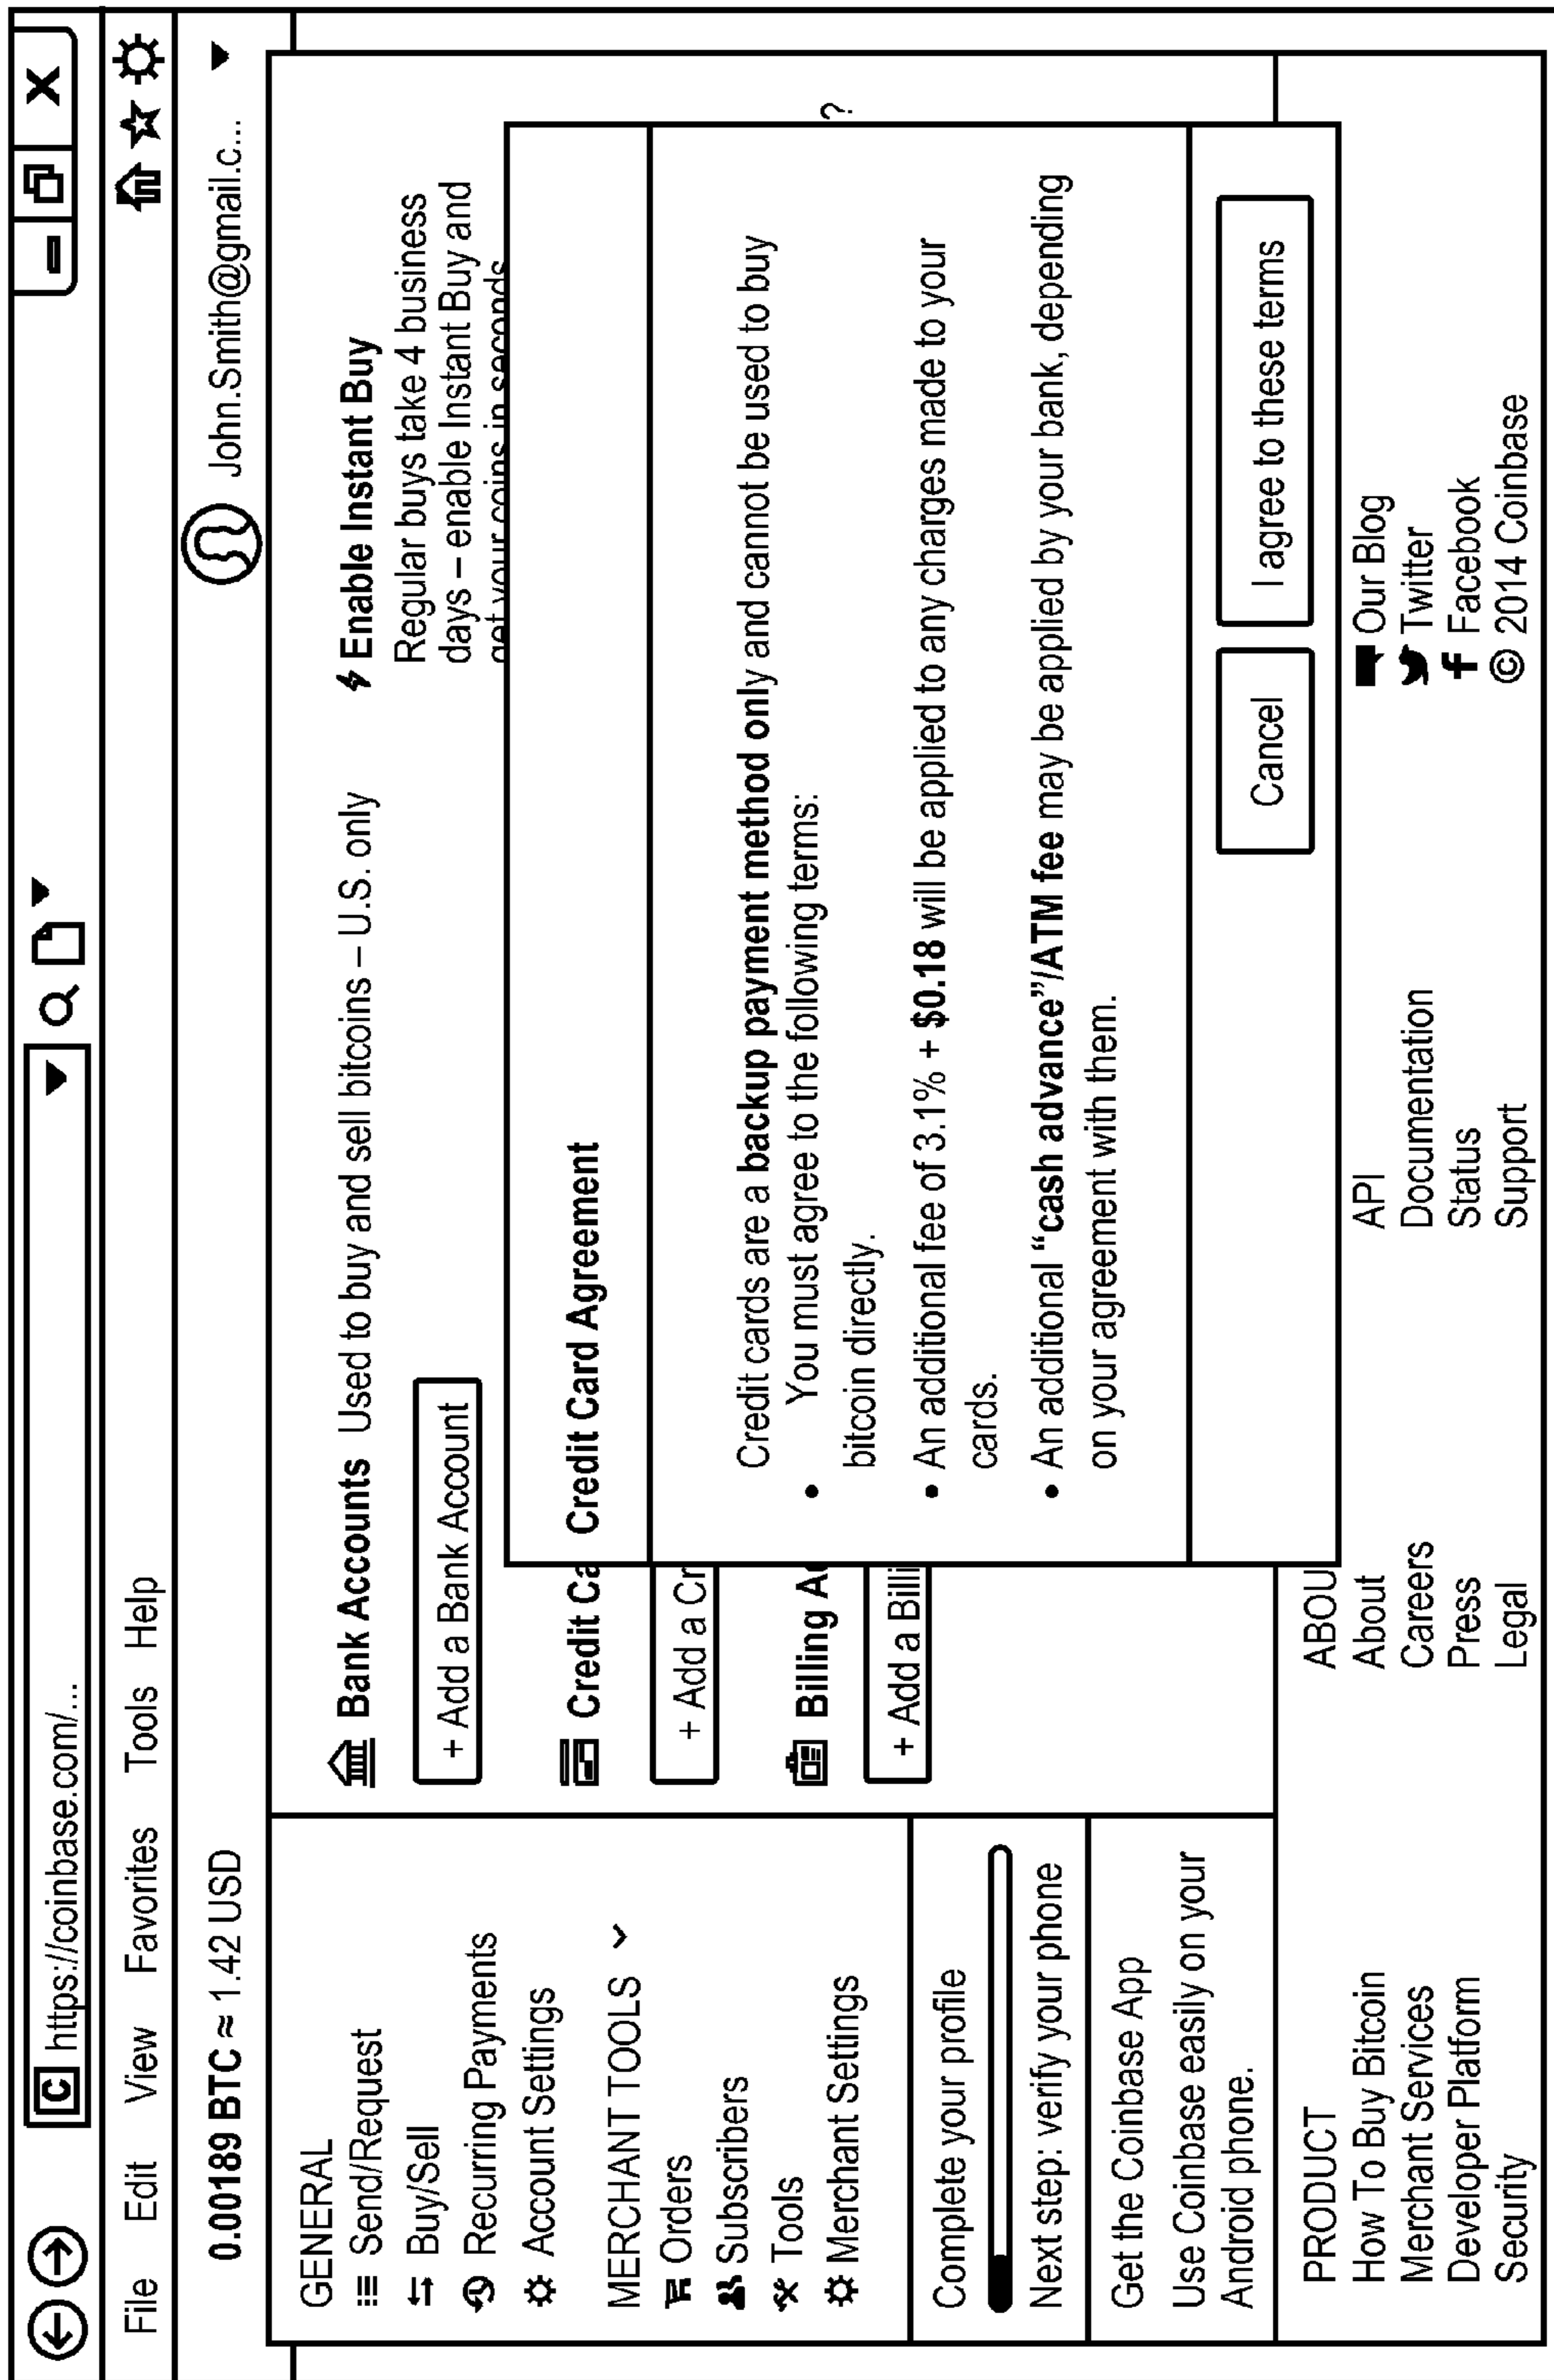 C https://coinbase.com/...
X
File Edit View Favorites Tools Help
0.00189 BTC ≈ 1.42 USD
John.Smith@gmail.c...
GENERAL
Send/Request
Buy/Sell
Recurring Payments
Account Settings
MERCHANT TOOLS
Orders
Subscribers
Tools
Merchant Settings
Complete your profile
Next step: verify your phone
Get the Coinbase App
Use Coinbase easily on your
Android phone.
Bank Accounts Used to buy and sell bitcoins – U.S. only
+ Add a Bank Account
Enable Instant Buy
Regular buys take 4 business
days – enable Instant Buy and
get your coins in seconds
Credit Ca
+ Add a Cr
Billing A
+ Add a Billi
?
Credit Card Agreement
Credit cards are a backup payment method only and cannot be used to buy
• You must agree to the following terms:
bitcoin directly.
• An additional fee of 3.1% + $0.18 will be applied to any charges made to your
cards.
• An additional “cash advance”/ATM fee may be applied by your bank, depending
on your agreement with them.
Cancel
I agree to these terms
PRODUCT
How To Buy Bitcoin
Merchant Services
Developer Platform
Security
ABOU
About
Careers
Press
Legal
API
Documentation
Status
Support
Our Blog
Twitter
f Facebook
© 2014 Coinbase